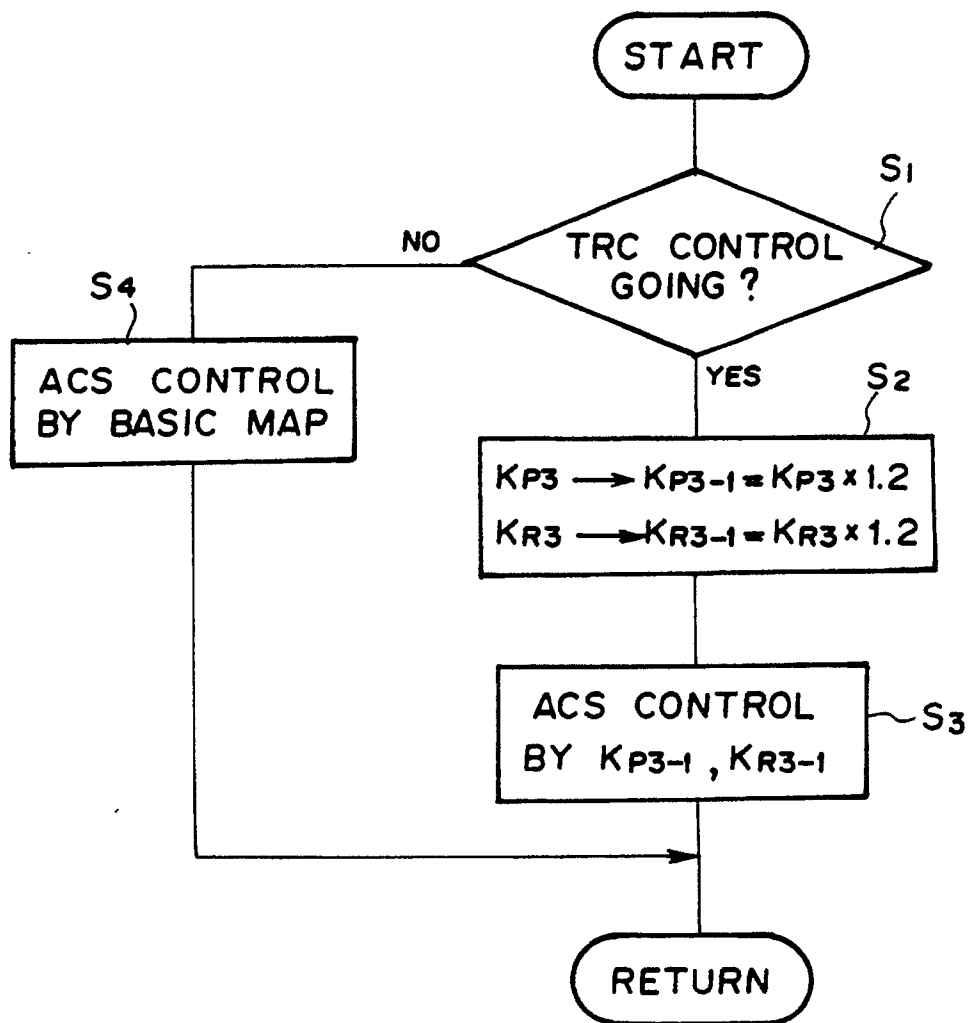 START
S1
TRC CONTROL
GOING?
NO
YES
S4
ACS CONTROL
BY BASIC MAP
S2
KP3 → KP3-1 = KP3 × 1.2
KR3 → KR3-1 = KR3 × 1.2
ACS CONTROL
BY KP3-1, KR3-1
S3
RETURN